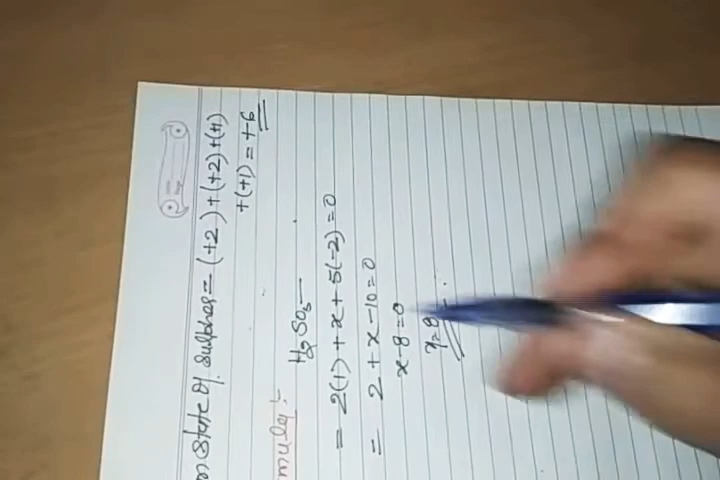 n state of sulpher = (+2) + (+2) + (+1)
+ (+1) = +6
mula :-
H2SO5 —
= 2(1) + x + 5(-2) = 0
= 2 + x - 10 = 0
x - 8 = 0
x = 8